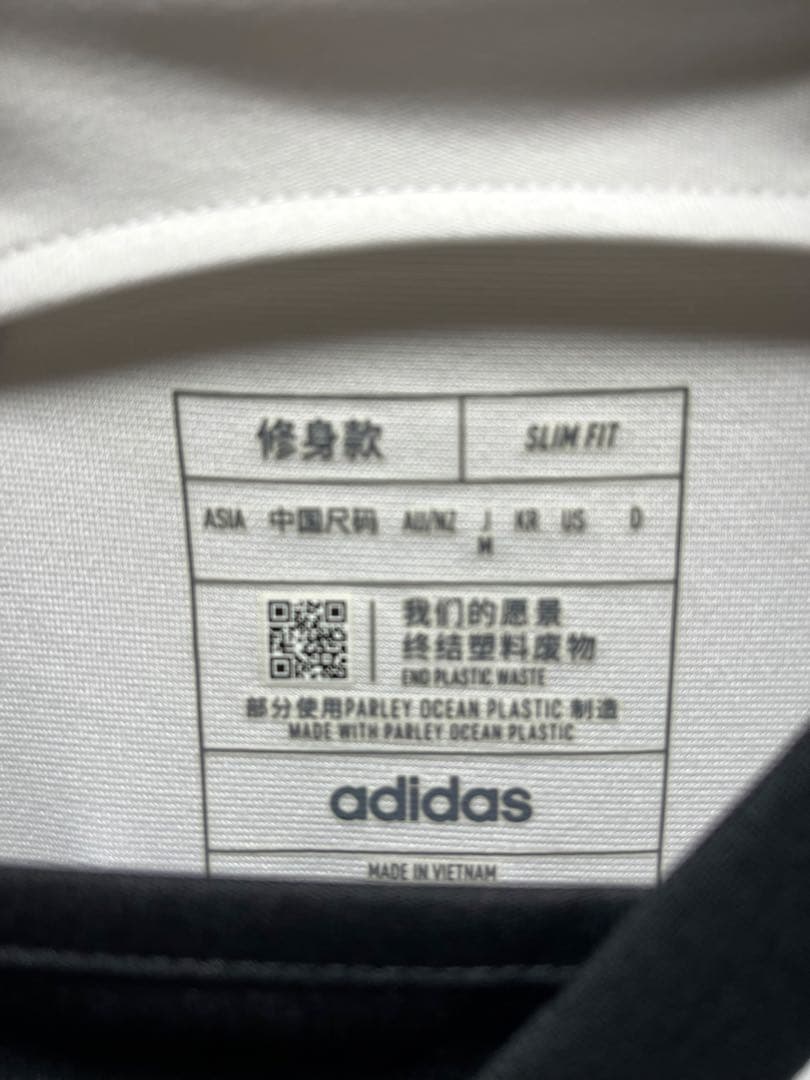 修身款 SLIM FIT
ASIA 中国尺码 AU/NZ J KR US D
M
我们的愿景
终结塑料废物
END PLASTIC WASTE
部分使用PARLEY OCEAN PLASTIC 制造
MADE WITH PARLEY OCEAN PLASTIC
adidas
MADE IN VIETNAM